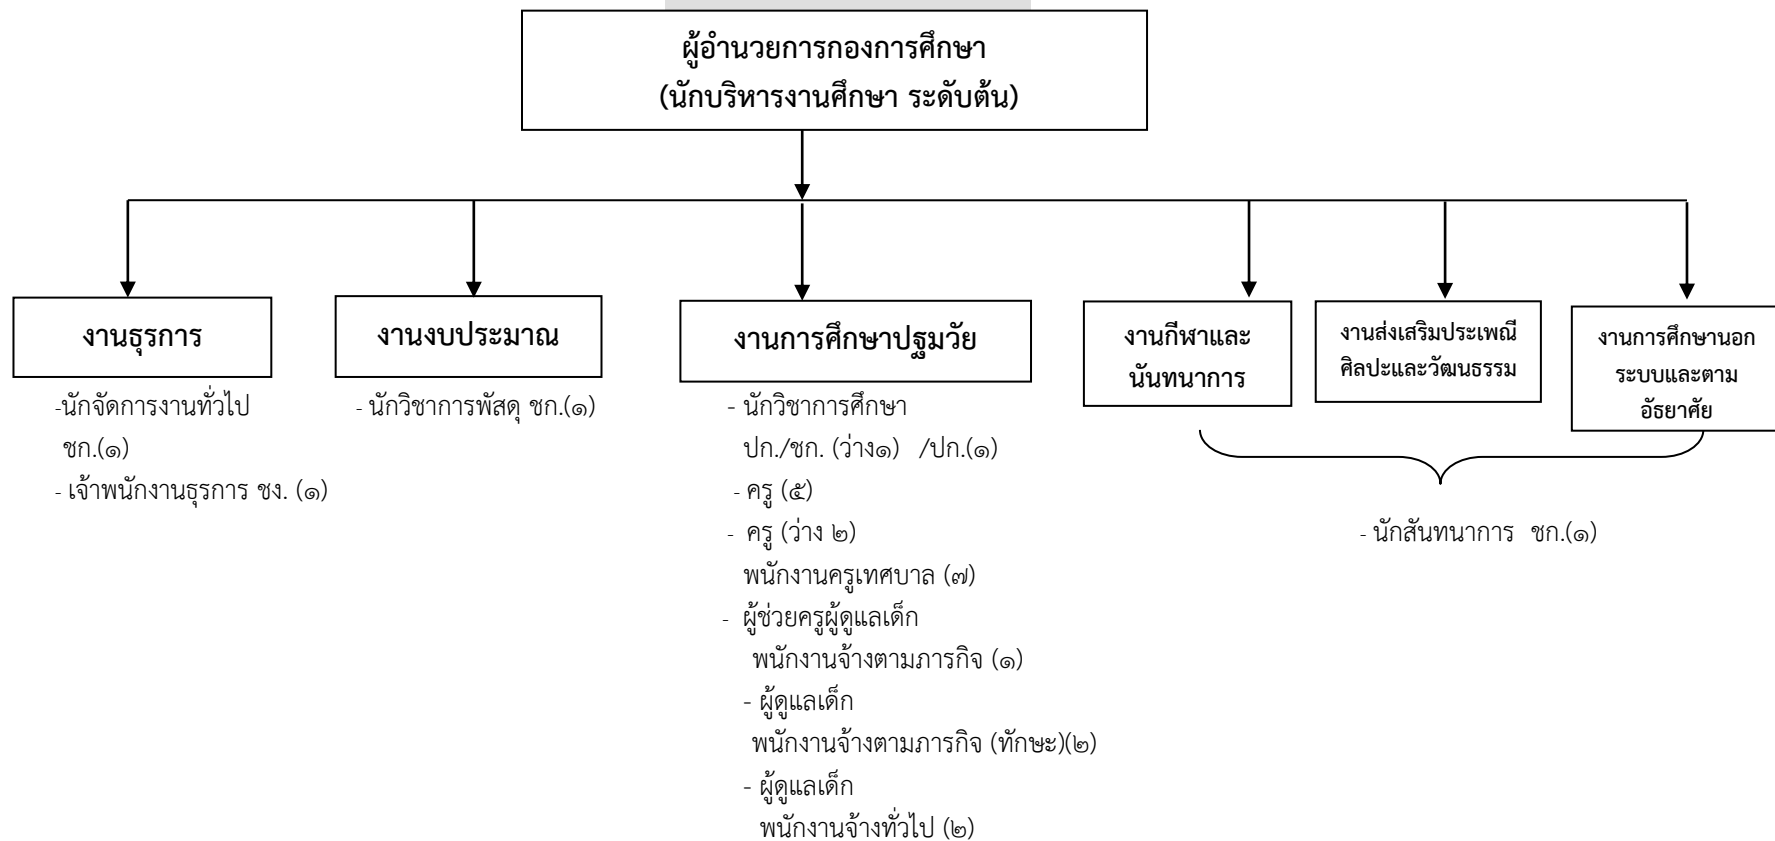 ผู้อำนวยการกองการศึกษา
(นักบริหารงานศึกษา ระดับต้น)
งานธุรการ
-นักจัดการงานทั่วไป
ชก.(๑)
- เจ้าพนักงานธุรการ ชง. (๑)
งานงบประมาณ
- นักวิชาการพัสดุ ชก.(๑)
งานการศึกษาปฐมวัย
- นักวิชาการศึกษา
ปก./ชก. (ว่าง๑) /ปก.(๑)
- ครู (๕)
- ครู (ว่าง ๒)
พนักงานครูเทศบาล (๗)
- ผู้ช่วยครูผู้ดูแลเด็ก
พนักงานจ้างตามภารกิจ (๑)
- ผู้ดูแลเด็ก
พนักงานจ้างตามภารกิจ (ทักษะ)(๒)
- ผู้ดูแลเด็ก
พนักงานจ้างทั่วไป (๒)
งานกีฬาและ
นันทนาการ
งานส่งเสริมประเพณี
ศิลปะและวัฒนธรรม
งานการศึกษานอก
ระบบและตาม
อัธยาศัย
- นักสันทนาการ ชก.(๑)